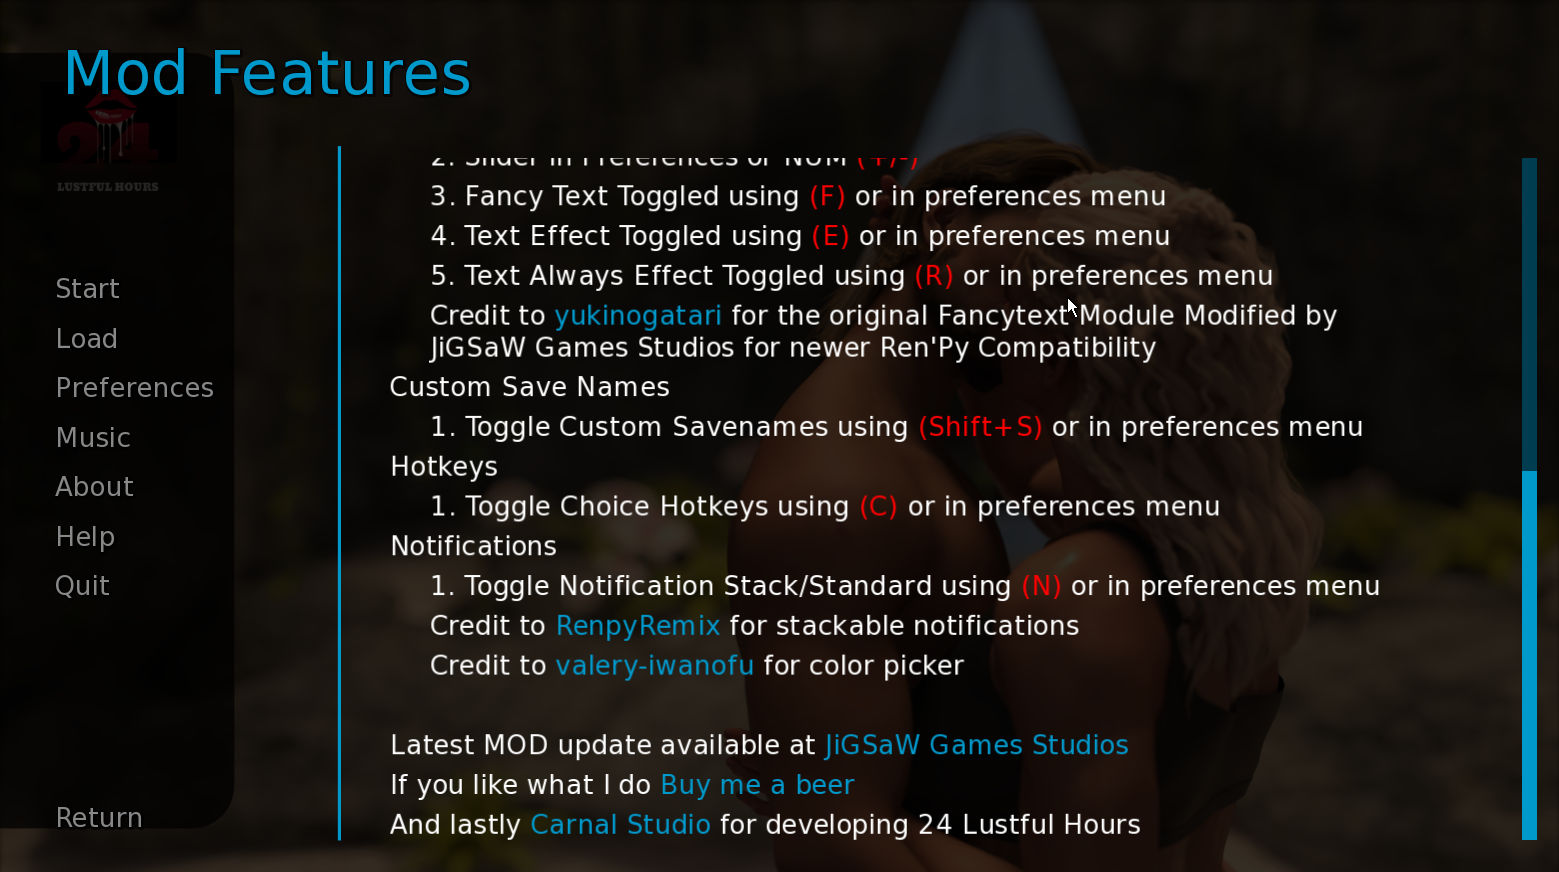 Mod Features
LUSTFUL HOURS
Start
Load
Preferences
Music
About
Help
Quit
Return
2. Slider in Preferences or NUM (+/-)
3. Fancy Text Toggled using (F) or in preferences menu
4. Text Effect Toggled using (E) or in preferences menu
5. Text Always Effect Toggled using (R) or in preferences menu
Credit to yukinogatari for the original Fancytext Module Modified by
JiGSaW Games Studios for newer Ren'Py Compatibility
Custom Save Names
1. Toggle Custom Savenames using (Shift+S) or in preferences menu
Hotkeys
1. Toggle Choice Hotkeys using (C) or in preferences menu
Notifications
1. Toggle Notification Stack/Standard using (N) or in preferences menu
Credit to RenpyRemix for stackable notifications
Credit to valery-iwanofu for color picker
Latest MOD update available at JiGSaW Games Studios
If you like what I do Buy me a beer
And lastly Carnal Studio for developing 24 Lustful Hours